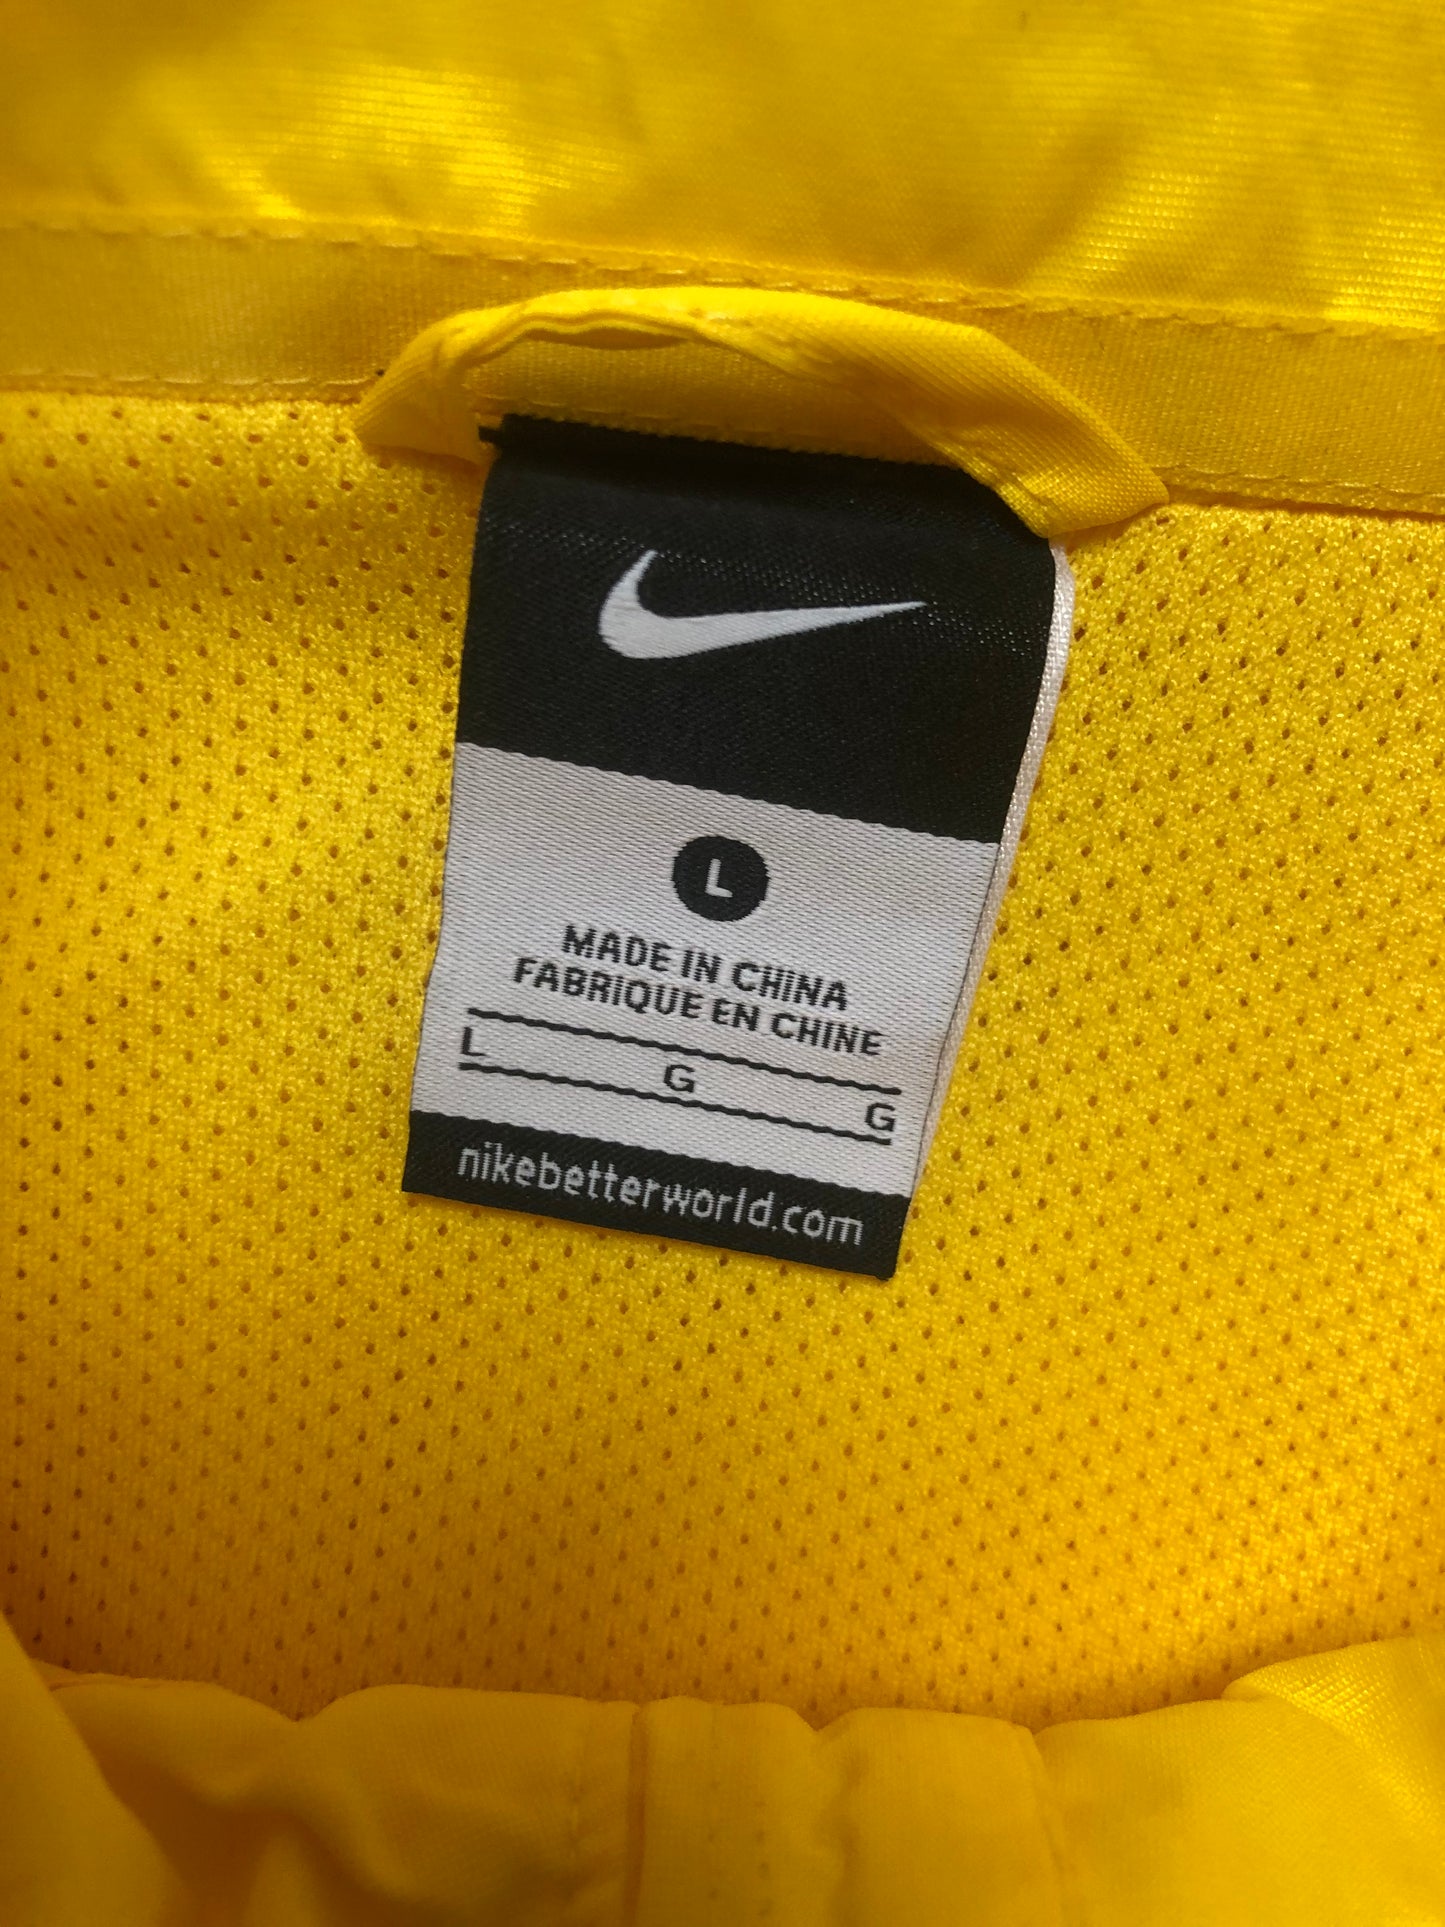 L
MADE IN CHINA
FABRIQUE EN CHINE
L G G
nikebetterworld.com